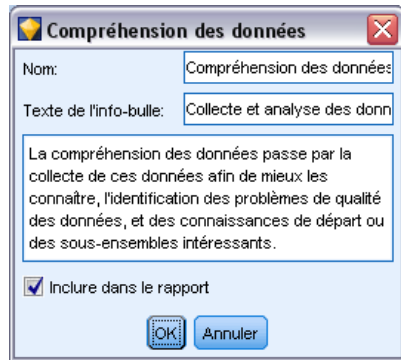 Compréhension des données
Nom:
Compréhension des données
Texte de l'info-bulle:
Collecte et analyse des donn
La compréhension des données passe par la
collecte de ces données afin de mieux les
connaître, l'identification des problèmes de qualité
des données, et des connaissances de départ ou
des sous-ensembles intéressants.
Inclure dans le rapport
OK
Annuler